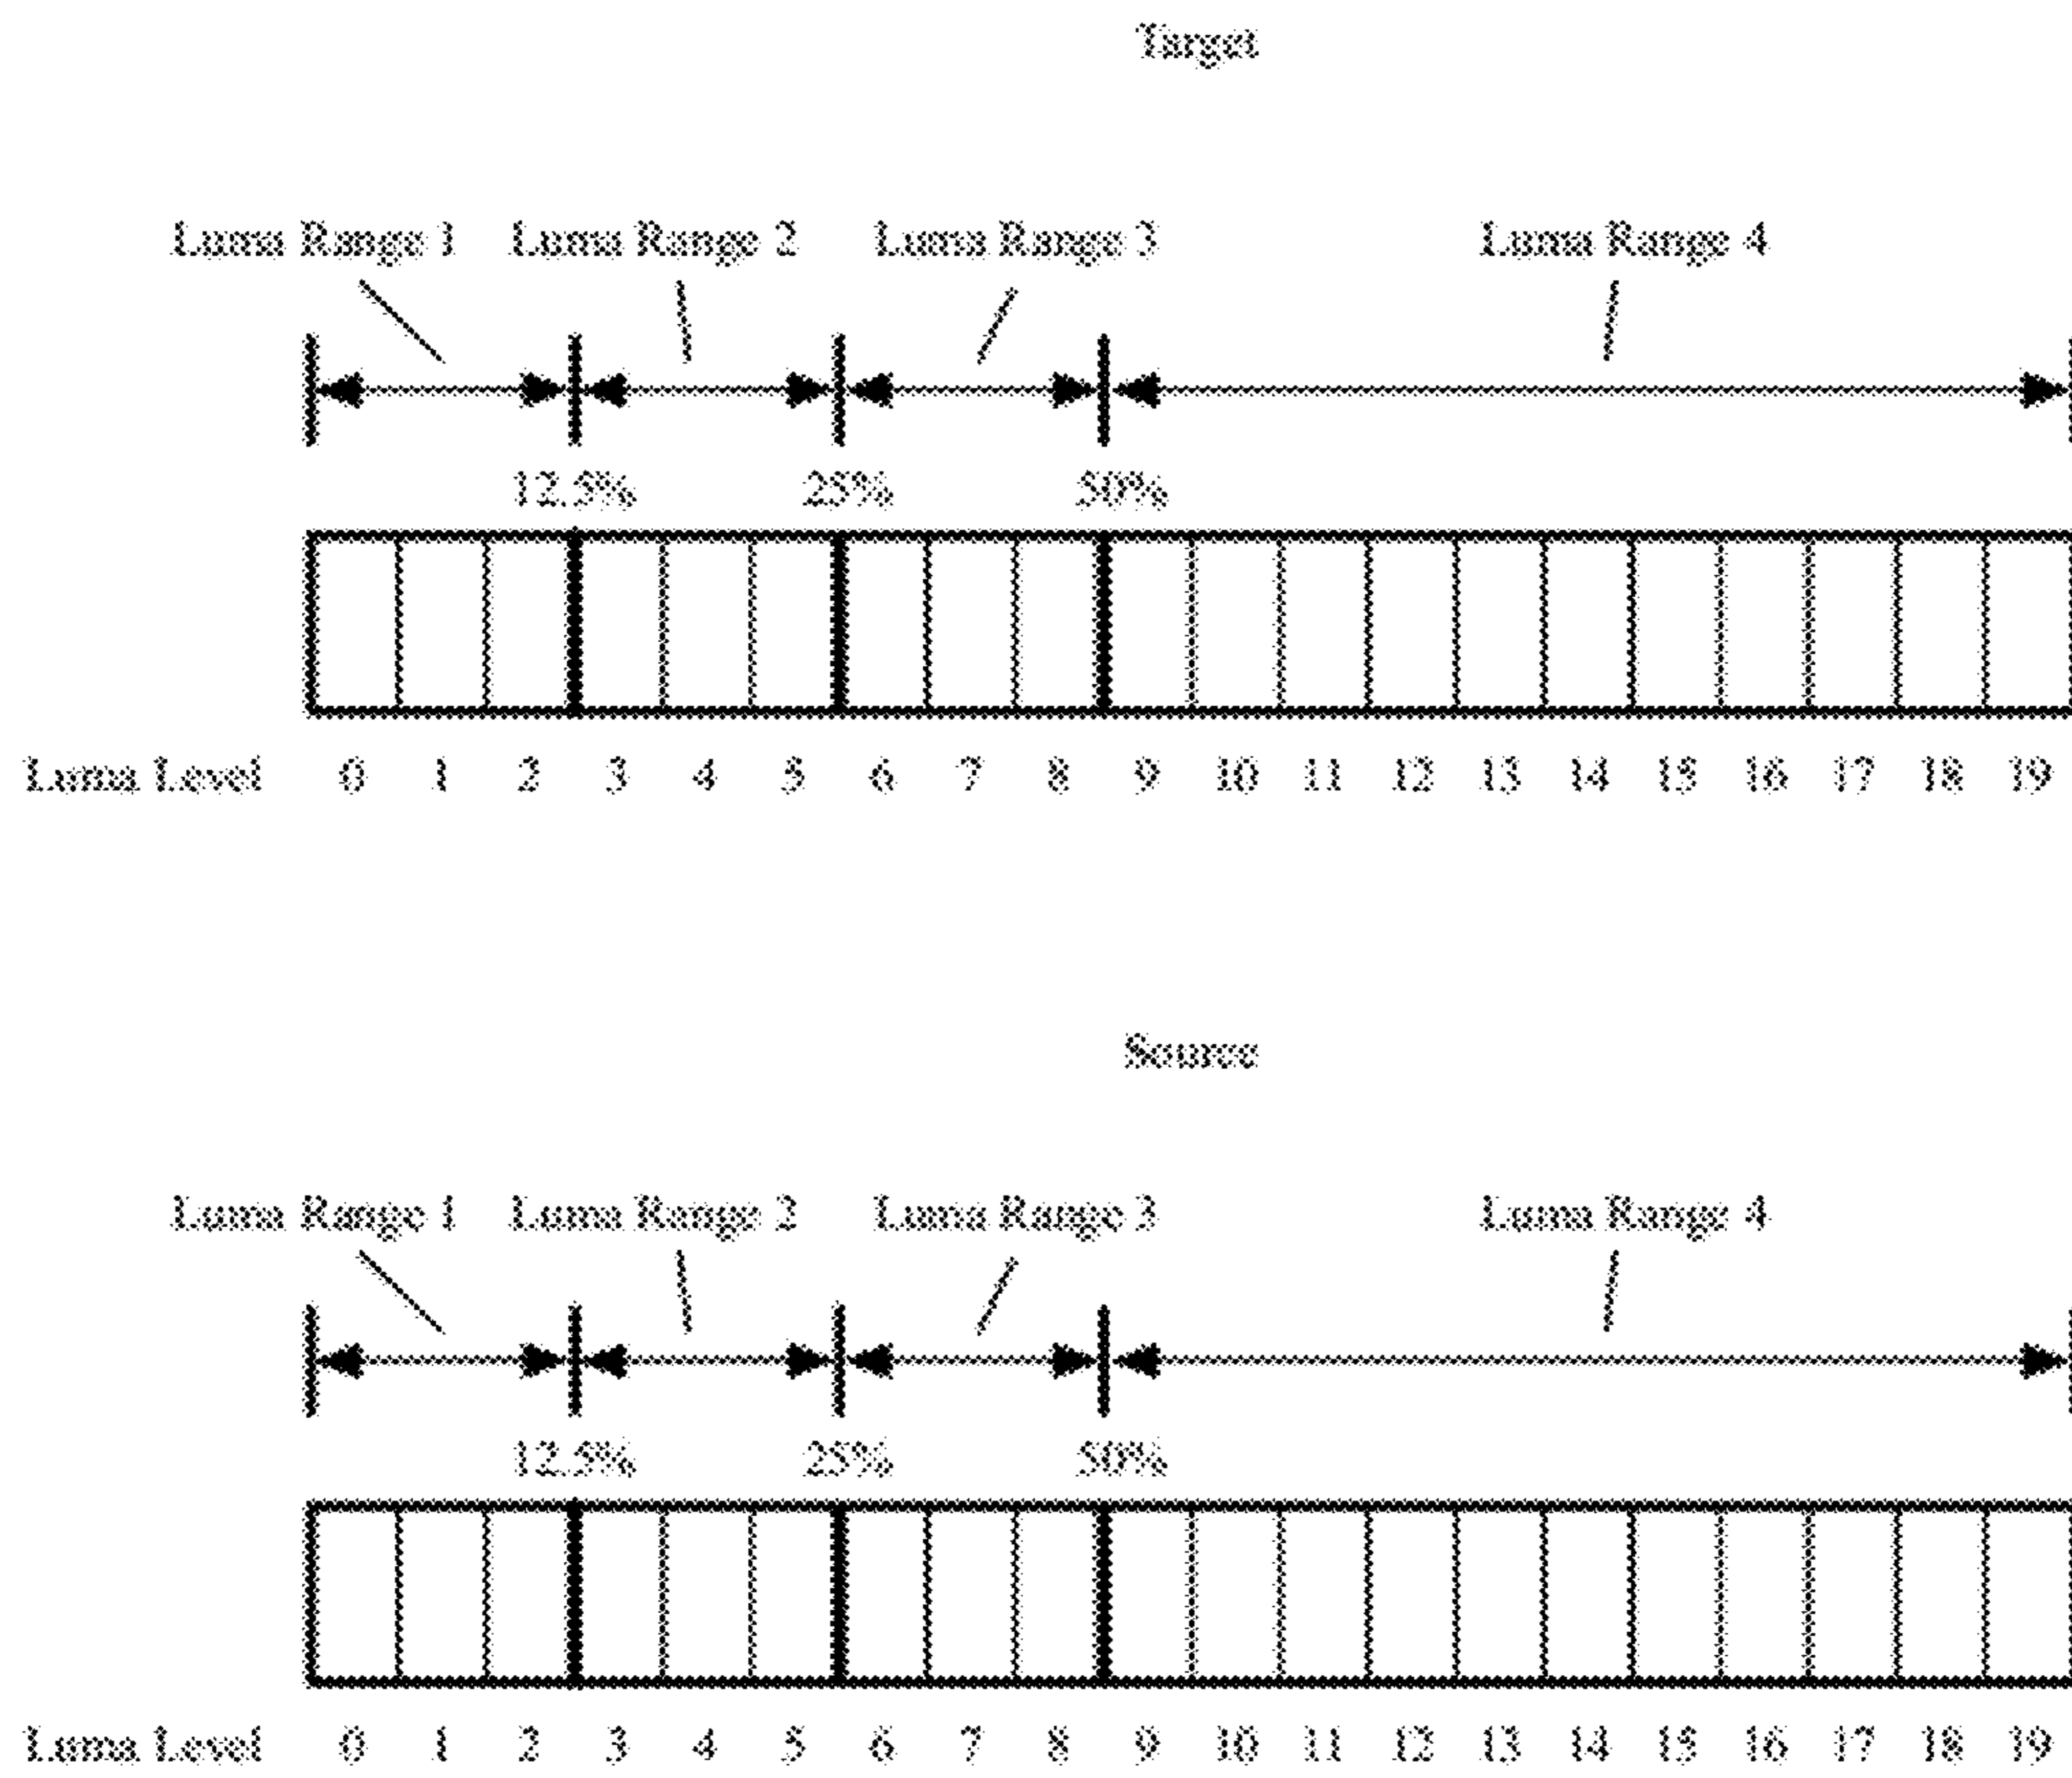 Target
Luma Range 1 Luma Range 2 Luma Range 3 Luma Range 4
12.5% 25% 50%
Luma Level 0 1 2 3 4 5 6 7 8 9 10 11 12 13 14 15 16 17 18 19
Source
Luma Range 1 Luma Range 2 Luma Range 3 Luma Range 4
12.5% 25% 50%
Luma Level 0 1 2 3 4 5 6 7 8 9 10 11 12 13 14 15 16 17 18 19